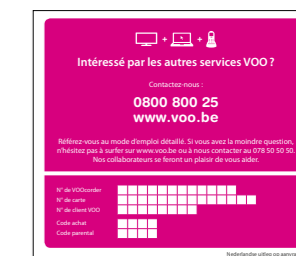 + +
Intéressé par les autres services VOO ?
Contactez-nous :
0800 800 25
www.voo.be
Référez-vous au mode d'emploi détaillé. Si vous avez la moindre question,
n'hésitez pas à surfer sur www.voo.be ou à nous contacter au 078 50 50 50.
Nos collaborateurs se feront un plaisir de vous aider.
N° de VOOcorder
N° de carte
N° de client VOO
Code achat
Code parental
Nederlandse uitleg op